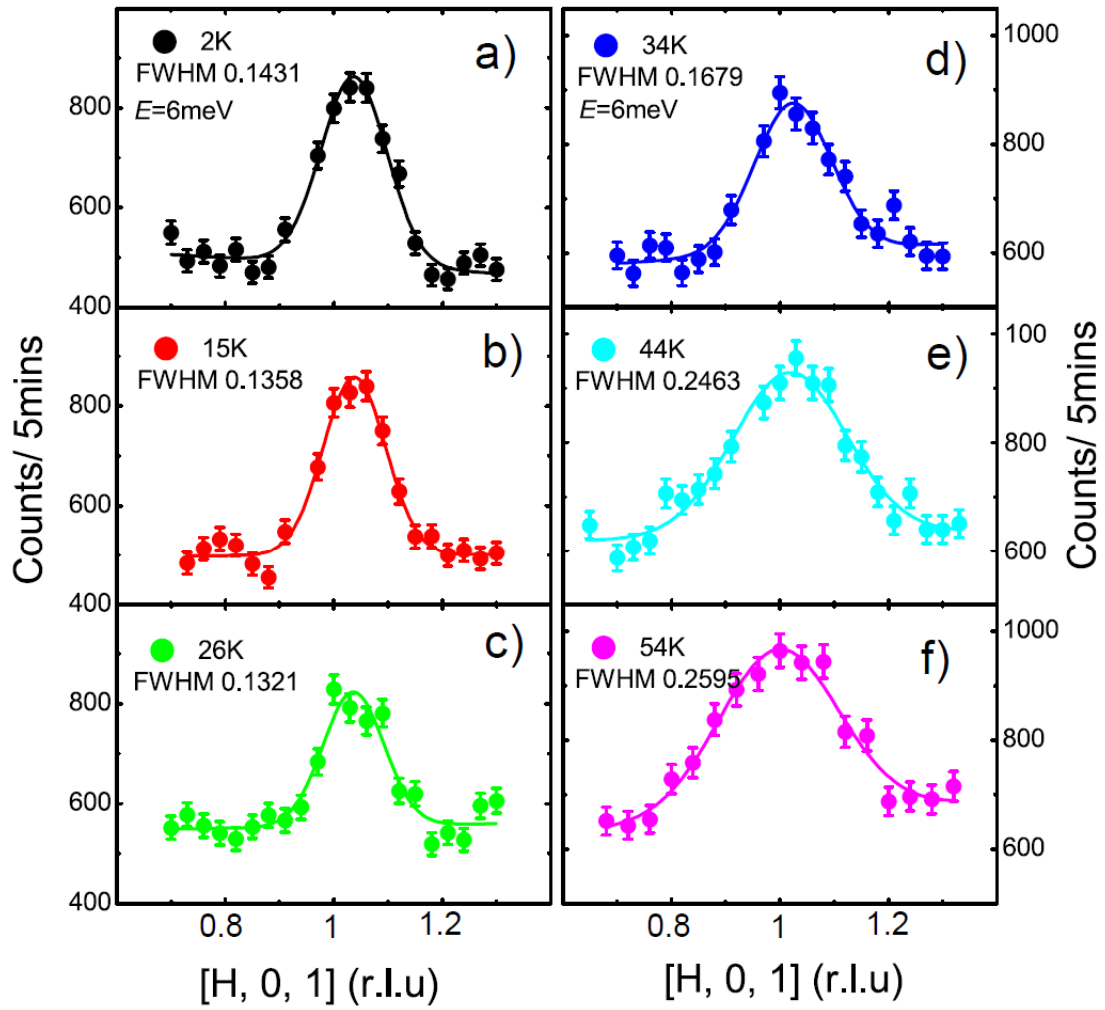 2K
FWHM 0.1431
E=6meV
a)
800
600
400
15K
FWHM 0.1358
b)
800
600
400
26K
FWHM 0.1321
c)
800
600
400
0.8
1
1.2
[H, 0, 1] (r.l.u)
Counts/ 5mins
34K
FWHM 0.1679
E=6meV
d)
1000
800
600
44K
FWHM 0.2463
e)
100
800
600
54K
FWHM 0.2595
f)
1000
800
600
0.8
1
1.2
[H, 0, 1] (r.l.u)
Counts/ 5mins